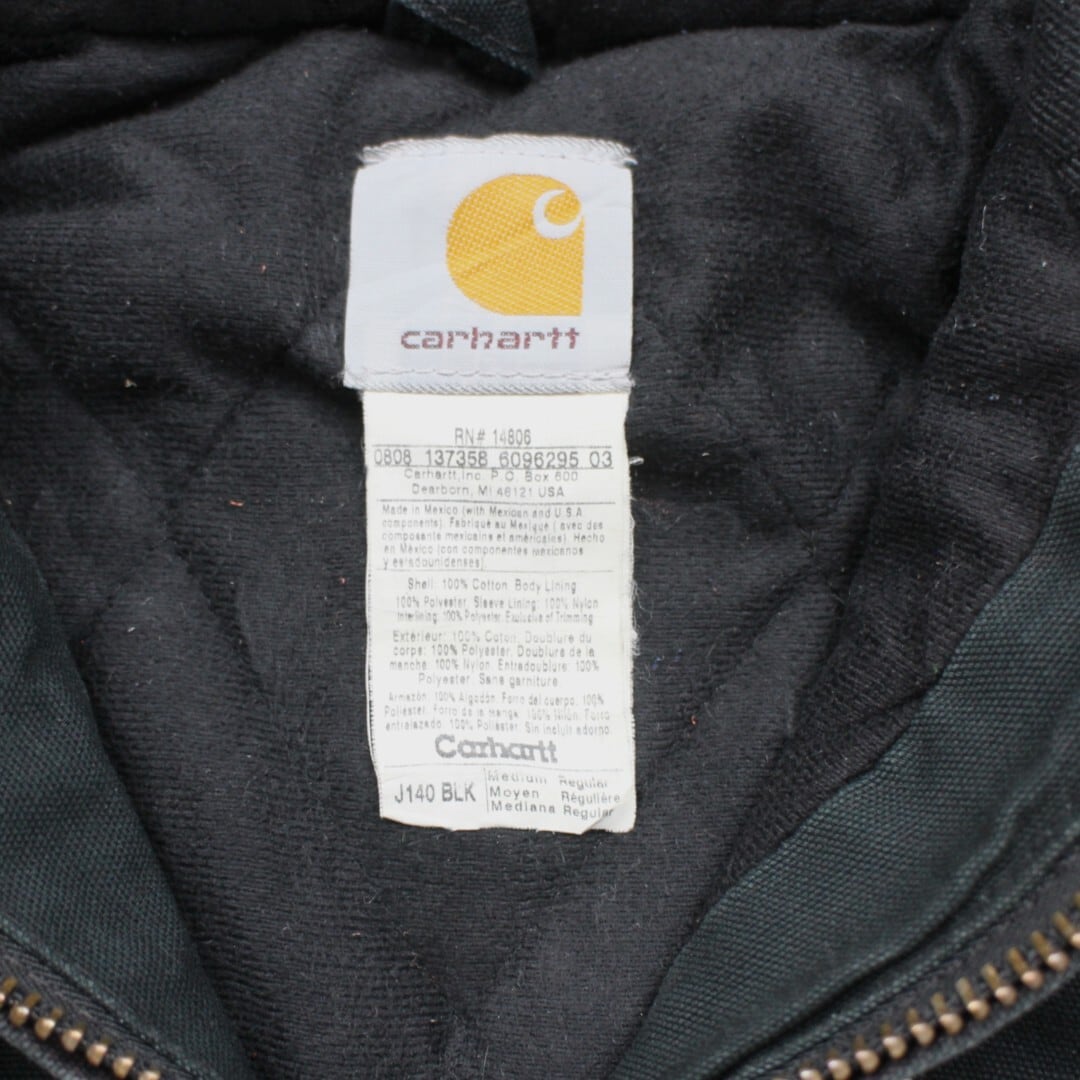 carhartt
RN# 14806
0808 137358 6096295 03
Carhartt,Inc. P.O. Box 600
Dearborn, MI 48121 USA
Made in Mexico (with Mexican and U.S.A
components). Fabriqué au Mexique ( avec des
composants mexicains et américains). Hecho
en México (con componentes mexicanos
y estadounidenses).
Shell: 100% Cotton. Body Lining:
100% Polyester. Sleeve Lining: 100% Nylon
Interlining: 100% Polyester. Exclusive of Trimming
Extérieur: 100% Coton. Doublure du
corps: 100% Polyester. Doublure de la
manche: 100% Nylon. Entredoublure: 100%
Polyester. Sans garniture.
Armazón: 100% Algodón. Forro del cuerpo: 100%
Poliester. Forro de la manga: 100% Nilon. Forro
entrelazado: 100% Poliester. Sin incluir adorno.
Carhartt
J140 BLK
Medium Regular
Moyen Régulière
Mediana Regular